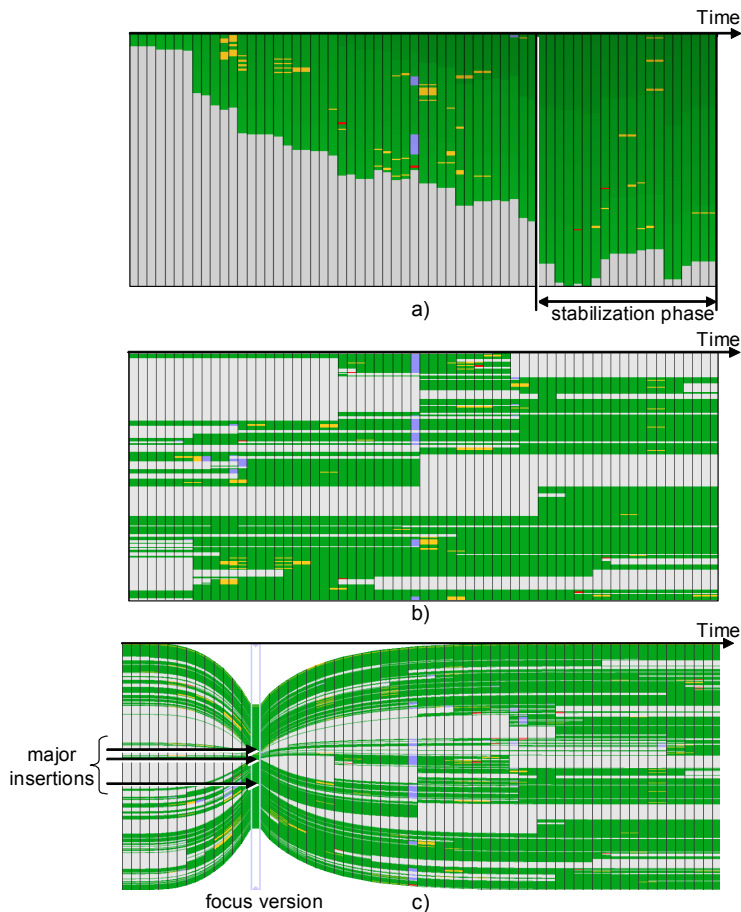 Time
a)
stabilization phase
Time
b)
Time
major
insertions
focus version
c)